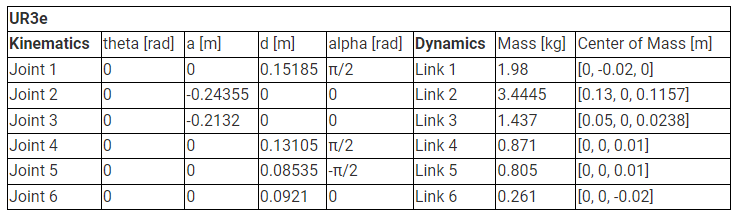 UR3e
Kinematics theta [rad] a [m] d [m] alpha [rad] Dynamics Mass [kg] Center of Mass [m]
Joint 1 0 0 0.15185 π/2 Link 1 1.98 [0, -0.02, 0]
Joint 2 0 -0.24355 0 0 Link 2 3.4445 [0.13, 0, 0.1157]
Joint 3 0 -0.2132 0 0 Link 3 1.437 [0.05, 0, 0.0238]
Joint 4 0 0 0.13105 π/2 Link 4 0.871 [0, 0, 0.01]
Joint 5 0 0 0.08535 -π/2 Link 5 0.805 [0, 0, 0.01]
Joint 6 0 0 0.0921 0 Link 6 0.261 [0, 0, -0.02]